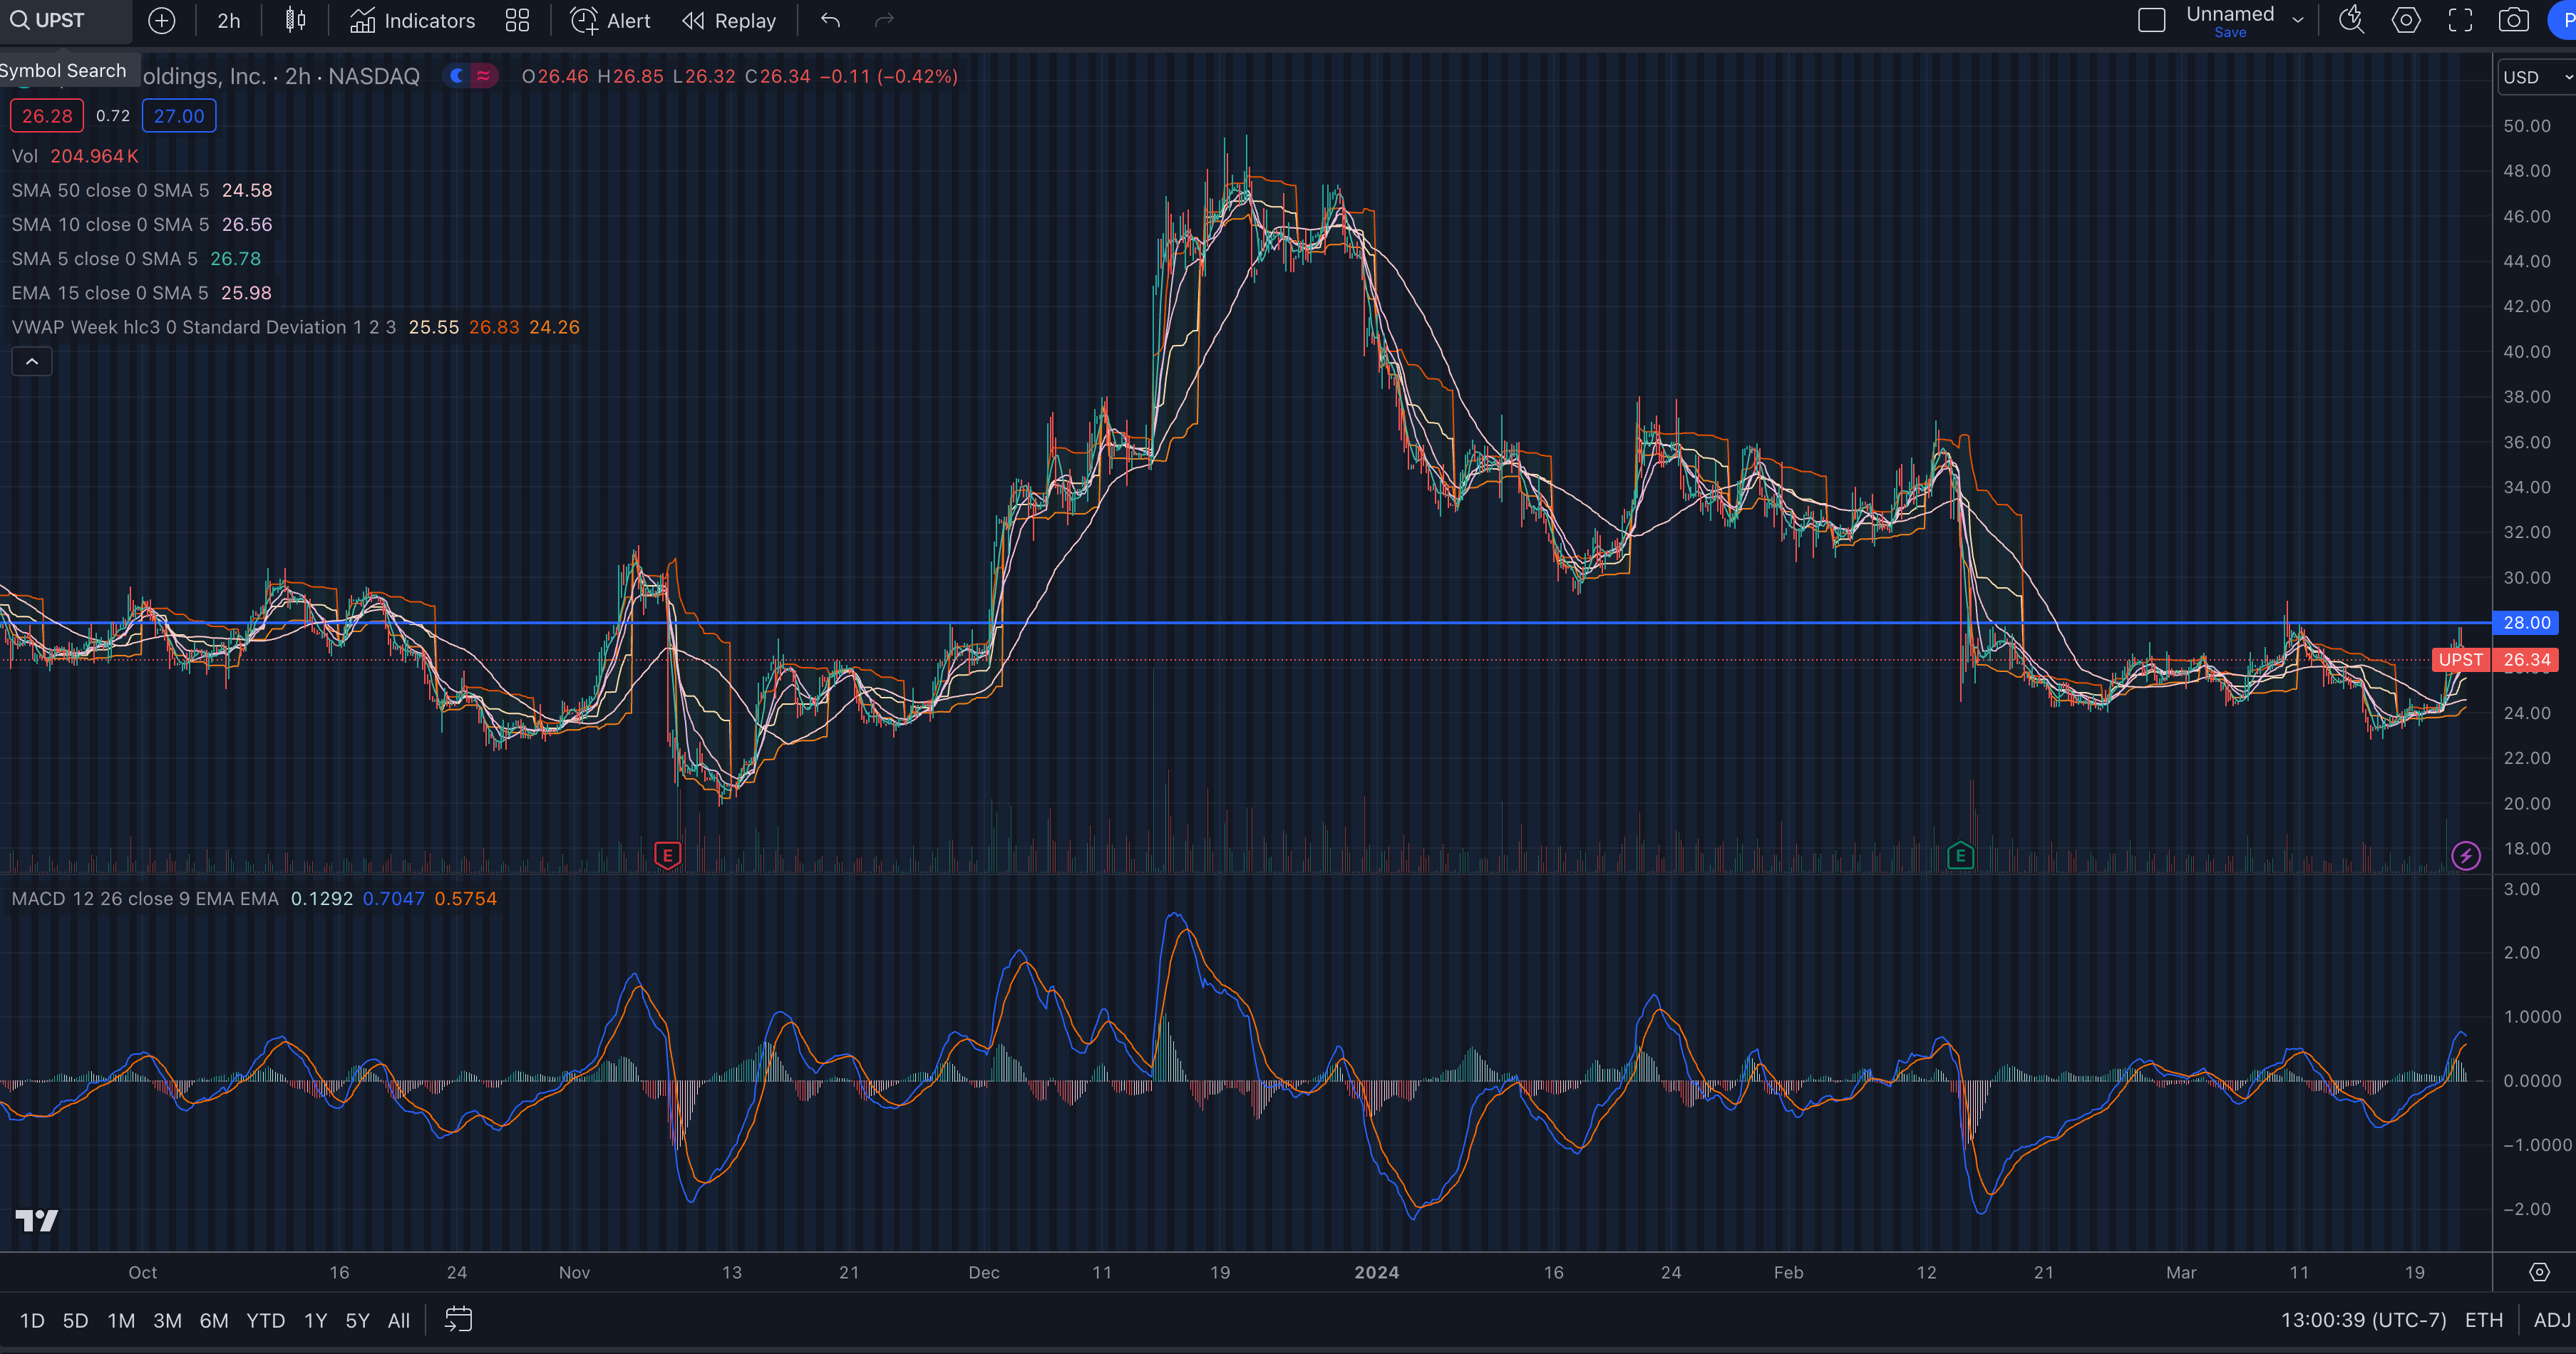 UPST 2h Indicators Alert Replay Unnamed
Save
P
Symbol Search
oldings, Inc. · 2h · NASDAQ O26.46 H26.85 L26.32 C26.34 −0.11 (−0.42%)
USD
26.28 0.72 27.00
Vol 204.964K
SMA 50 close 0 SMA 5 24.58
SMA 10 close 0 SMA 5 26.56
SMA 5 close 0 SMA 5 26.78
EMA 15 close 0 SMA 5 25.98
VWAP Week hlc3 0 Standard Deviation 1 2 3 25.55 26.83 24.26
50.00
48.00
46.00
44.00
42.00
40.00
38.00
36.00
34.00
32.00
30.00
28.00
UPST 26.34
24.00
22.00
20.00
18.00
E E
MACD 12 26 close 9 EMA EMA 0.1292 0.7047 0.5754
3.00
2.00
1.0000
0.0000
−1.0000
−2.00
Oct 16 24 Nov 13 21 Dec 11 19 2024 16 24 Feb 12 21 Mar 11 19
1D 5D 1M 3M 6M YTD 1Y 5Y All 13:00:39 (UTC-7) ETH ADJ